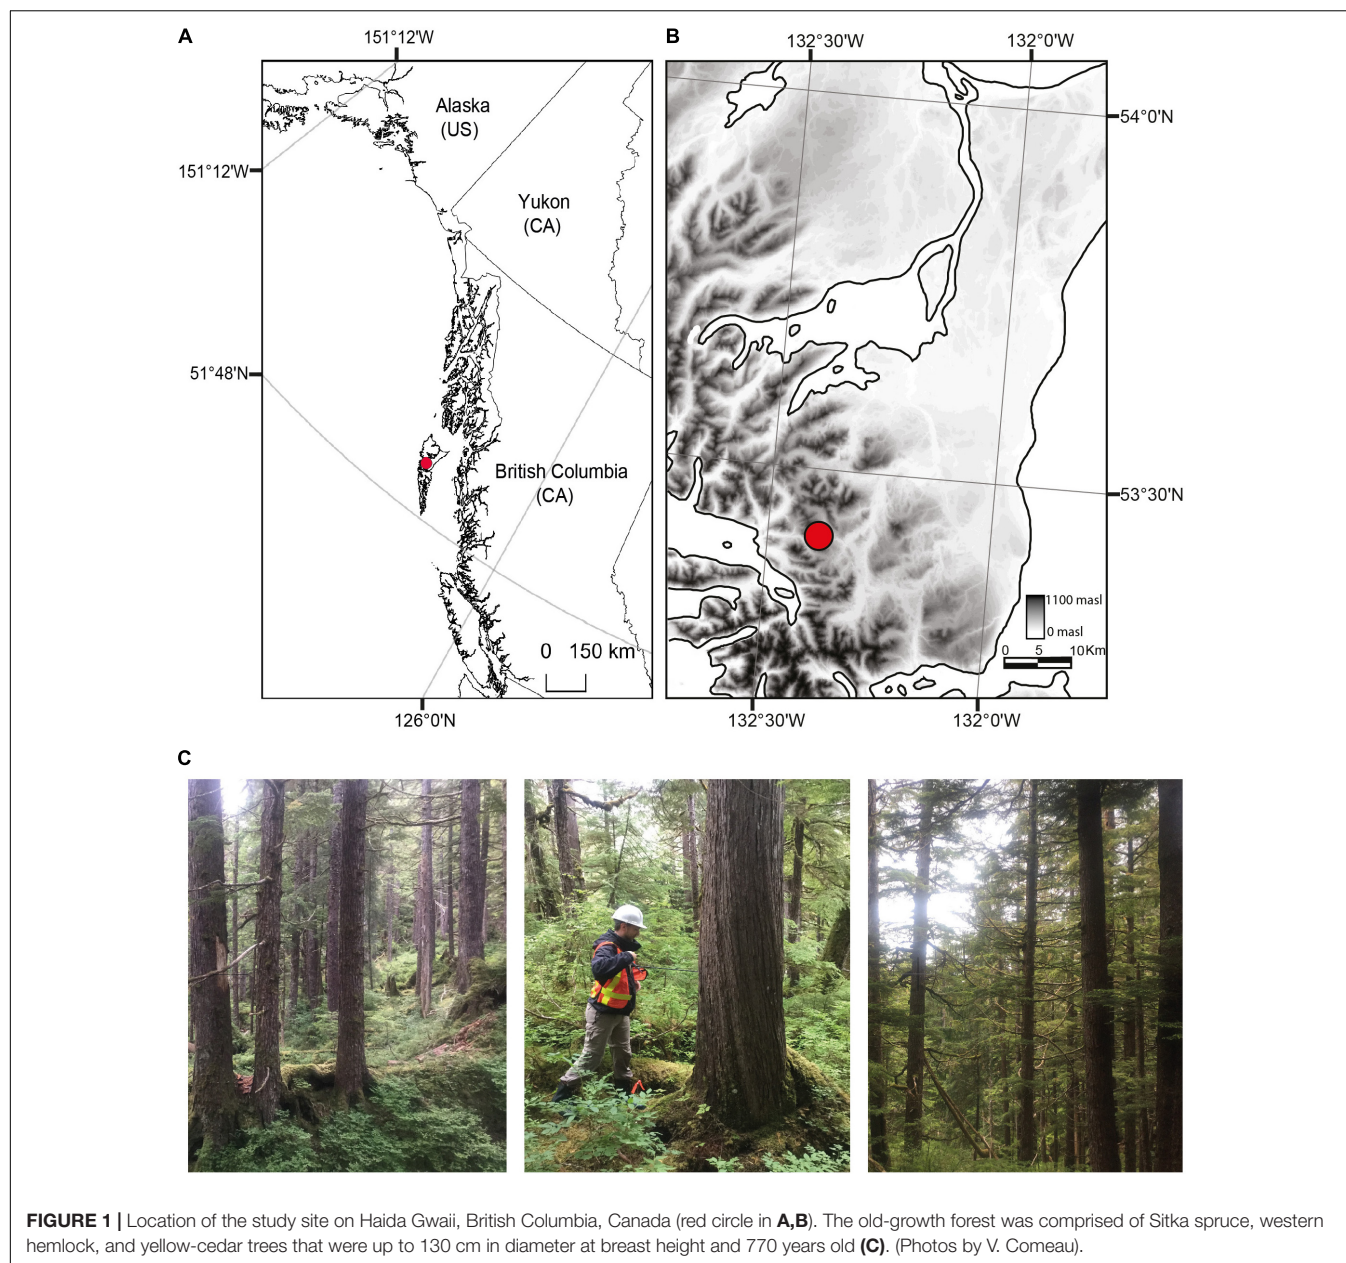 A
151°12'W
151°12'W
51°48'N
Alaska
(US)
Yukon
(CA)
British Columbia
(CA)
0 150 km
126°0'N
B
132°30'W 132°0'W
54°0'N
53°30'N
1100 masl
0 masl
0 5 10Km
132°30'W 132°0'W
C
FIGURE 1 | Location of the study site on Haida Gwaii, British Columbia, Canada (red circle in A,B). The old-growth forest was comprised of Sitka spruce, western
hemlock, and yellow-cedar trees that were up to 130 cm in diameter at breast height and 770 years old (C). (Photos by V. Comeau).